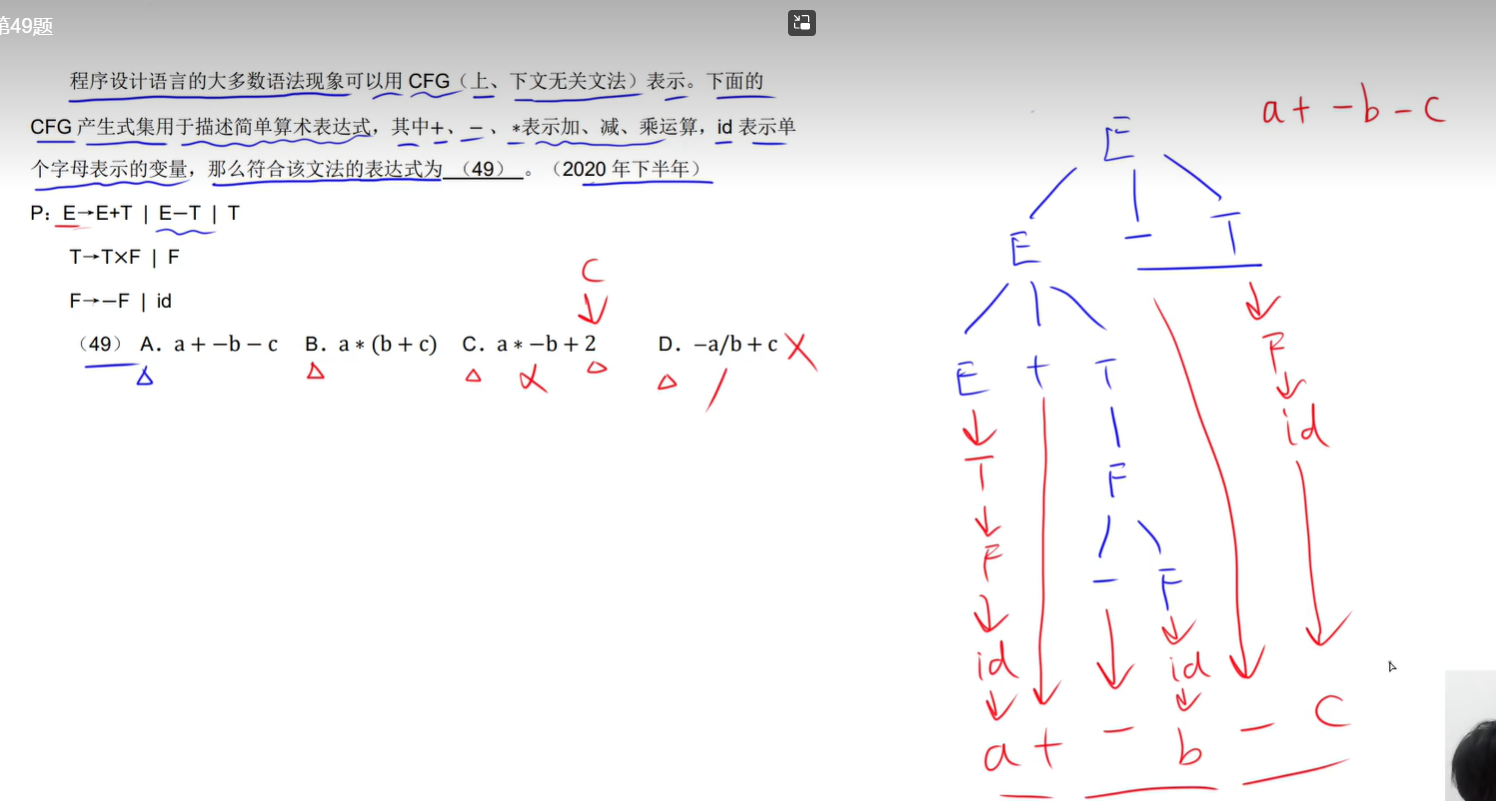 第49题
程序设计语言的大多数语法现象可以用 CFG（上、下文无关文法）表示。下面的
CFG 产生式集用于描述简单算术表达式，其中+、－、*表示加、减、乘运算，id 表示单
个字母表示的变量，那么符合该文法的表达式为 （49） 。（2020 年下半年）
P：E→E+T | E－T | T
T→T×F | F
F→－F | id
（49） A．a + −b − c B．a ∗ (b + c) C．a ∗ −b + 2 D．−a/b + c X
C
a + - b - c
E
E - T
E + T F
T F id
F - F
id id
a + - b - c